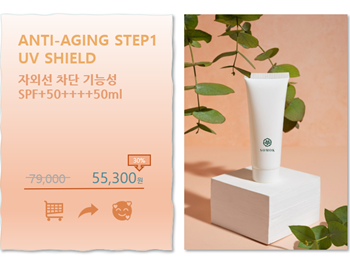 ANTI-AGING STEP1
UV SHIELD
자외선 차단 기능성
SPF+50++++50ml
30%
79,000 55,300원